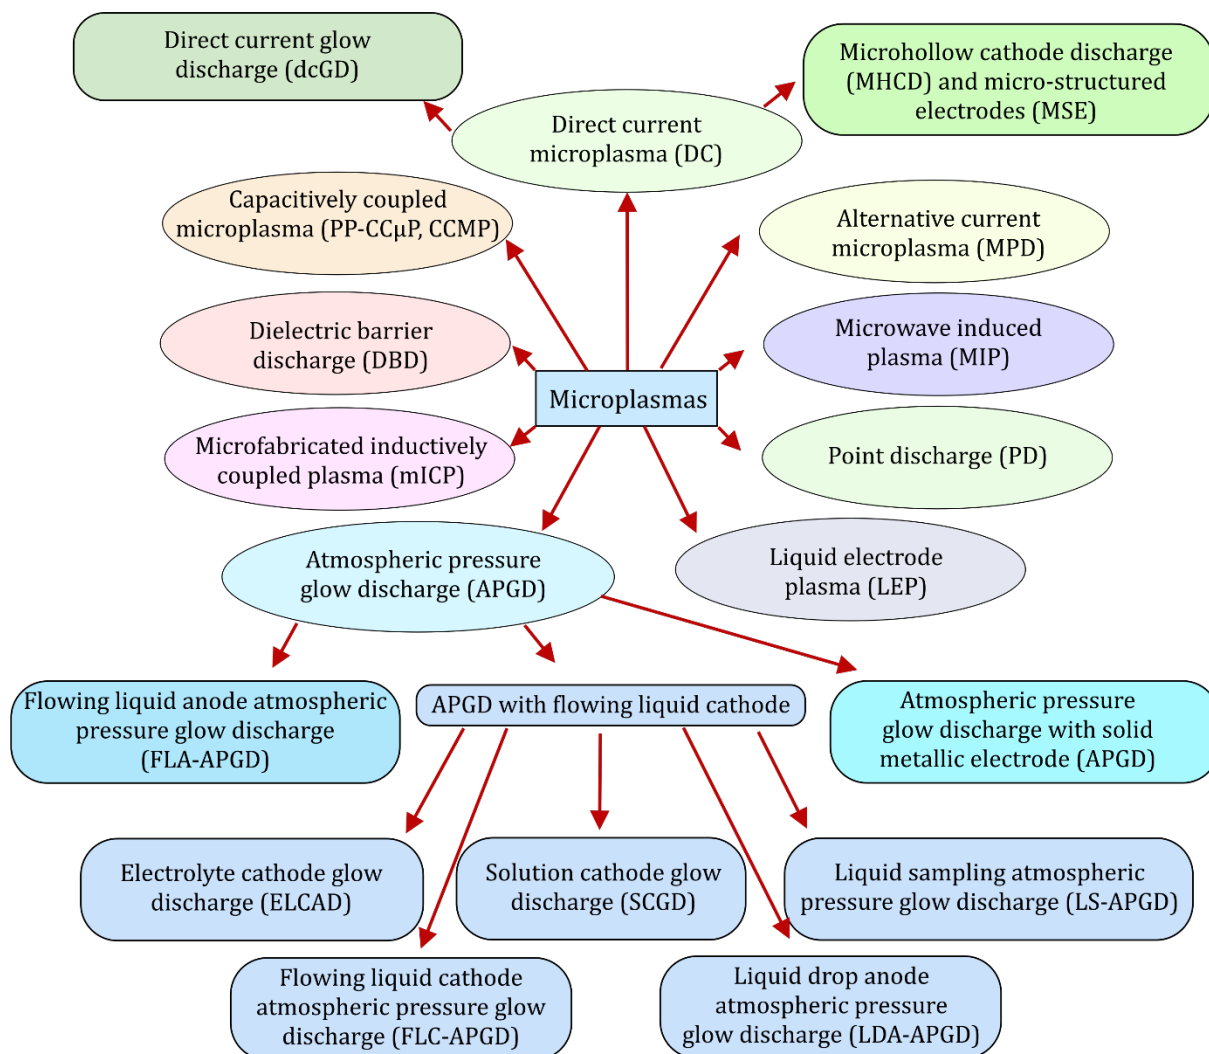 Direct current glow
discharge (dcGD)
Microhollow cathode discharge
(MHCD) and micro-structured
electrodes (MSE)
Direct current
microplasma (DC)
Capacitively coupled
microplasma (PP-CCμP, CCMP)
Alternative current
microplasma (MPD)
Dielectric barrier
discharge (DBD)
Microwave induced
plasma (MIP)
Microplasmas
Microfabricated inductively
coupled plasma (mICP)
Point discharge (PD)
Atmospheric pressure
glow discharge (APGD)
Liquid electrode
plasma (LEP)
Flowing liquid anode atmospheric
pressure glow discharge
(FLA-APGD)
APGD with flowing liquid cathode
Atmospheric pressure
glow discharge with solid
metallic electrode (APGD)
Electrolyte cathode glow
discharge (ELCAD)
Solution cathode glow
discharge (SCGD)
Liquid sampling atmospheric
pressure glow discharge (LS-APGD)
Flowing liquid cathode
atmospheric pressure glow
discharge (FLC-APGD)
Liquid drop anode
atmospheric pressure
glow discharge (LDA-APGD)